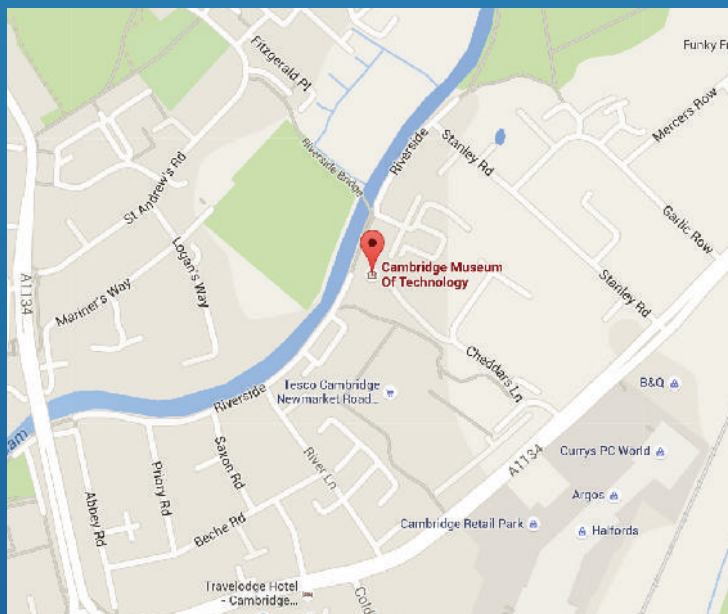 Funky Fr
Fitzgerald Pl
Mercers Row
Riverside
Stanley Rd
Riverside Bridge
St Andrew's Rd
Garlic Row
Logan's Way
Cambridge Museum
Of Technology
A1134
Stanley Rd
Mariner's Way
Cheddars Ln
Tesco Cambridge
Newmarket Road...
B&Q
Riverside
am
Saxon Rd
River Ln
A1134
Currys PC World
Priory Rd
Argos
Abbey Rd
Beche Rd
Cambridge Retail Park
Halfords
Travelodge Hotel
- Cambridge...
Cold